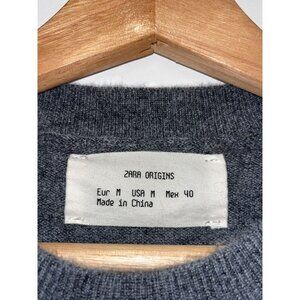 ZARA ORIGINS
Eur M USA M Mex 40
Made in China